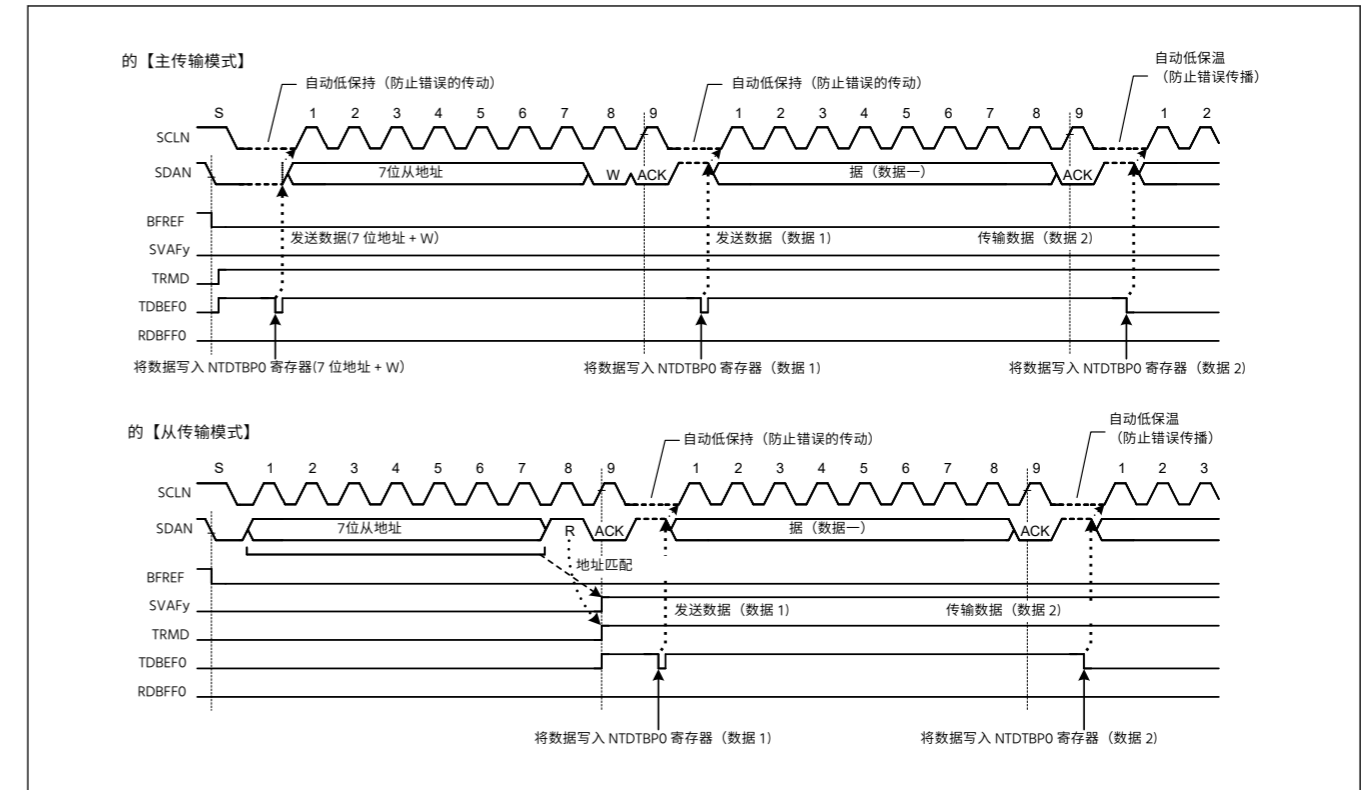 的【主传输模式】
自动低保持（防止错误的传动）
自动低保持（防止错误的传动）
自动低保温
（防止错误传播）
S 1 2 3 4 5 6 7 8 9 1 2 3 4 5 6 7 8 9 1 2
SCLN
SDAN 7位从地址 W ACK 据（数据一） ACK
BFREF
发送数据(7 位地址 + W） 发送数据（数据 1） 传输数据（数据 2）
SVAFy
TRMD
TDBEF0
RDBFF0
将数据写入 NTDTBP0 寄存器(7 位地址 + W） 将数据写入 NTDTBP0 寄存器（数据 1） 将数据写入 NTDTBP0 寄存器（数据 2）
的【从传输模式】
自动低保持（防止错误的传动）
自动低保温
（防止错误传播）
S 1 2 3 4 5 6 7 8 9 1 2 3 4 5 6 7 8 9 1 2 3
SCLN
SDAN 7位从地址 R ACK 据（数据一） ACK
地址匹配
BFREF
SVAFy 发送数据（数据 1） 传输数据（数据 2）
TRMD
TDBEF0
RDBFF0
将数据写入 NTDTBP0 寄存器（数据 1） 将数据写入 NTDTBP0 寄存器（数据 2）